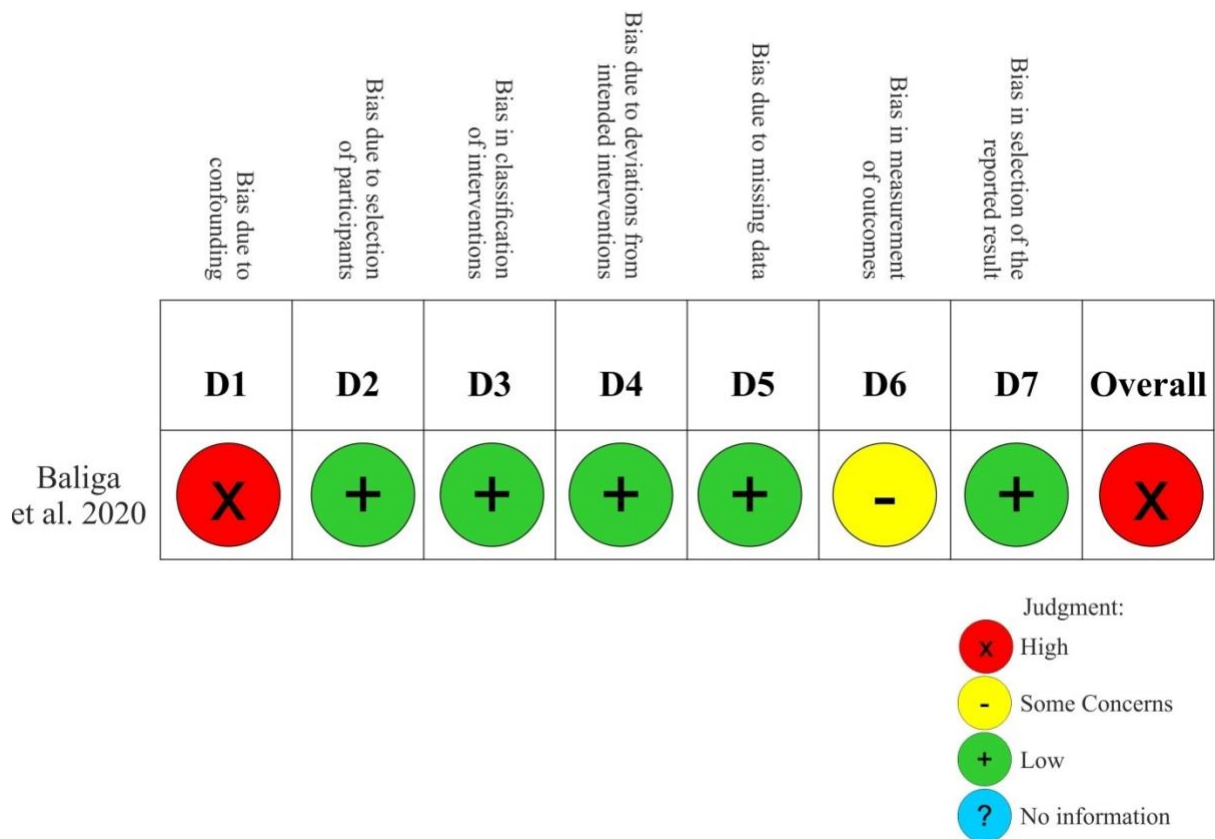 Bias due to
confounding
Bias due to selection
of participants
Bias in classification
of interventions
Bias due to deviations from
intended interventions
Bias due to missing data
Bias in measurement
of outcomes
Bias in selection of the
reported result
D1 D2 D3 D4 D5 D6 D7 Overall
Baliga
et al. 2020
x + + + + - + x
Judgment:
x High
- Some Concerns
+ Low
? No information